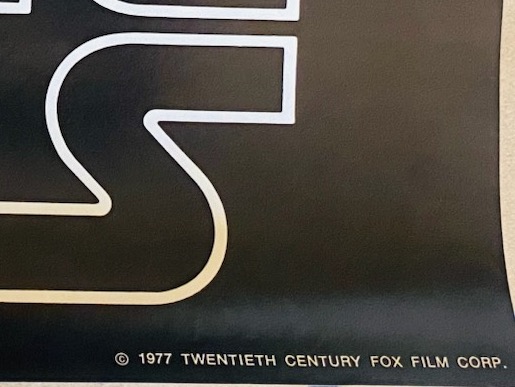 S
© 1977 TWENTIETH CENTURY FOX FILM CORP.